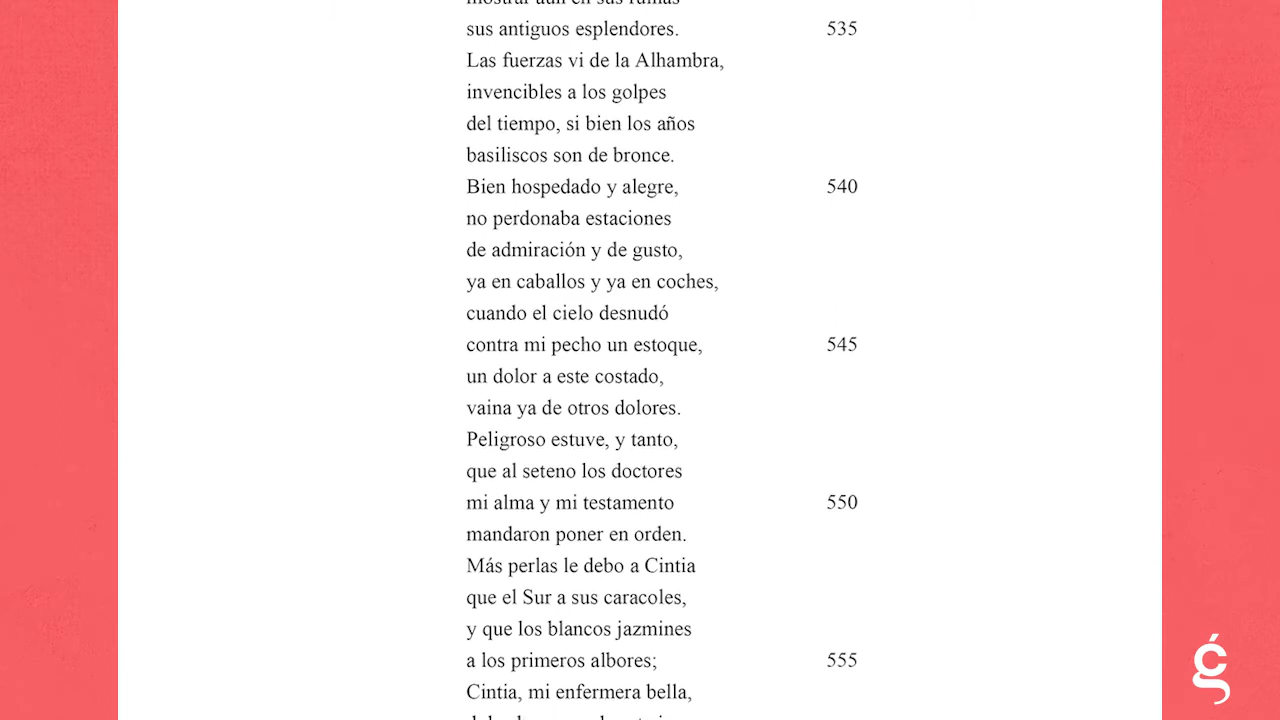 mostrar aún en sus ruinas
sus antiguos esplendores. 535
Las fuerzas vi de la Alhambra,
invencibles a los golpes
del tiempo, si bien los años
basiliscos son de bronce.
Bien hospedado y alegre, 540
no perdonaba estaciones
de admiración y de gusto,
ya en caballos y ya en coches,
cuando el cielo desnudó
contra mi pecho un estoque, 545
un dolor a este costado,
vaina ya de otros dolores.
Peligroso estuve, y tanto,
que al seteno los doctores
mi alma y mi testamento 550
mandaron poner en orden.
Más perlas le debo a Cintia
que el Sur a sus caracoles,
y que los blancos jazmines
a los primeros albores; 555
Cintia, mi enfermera bella,
ǵ